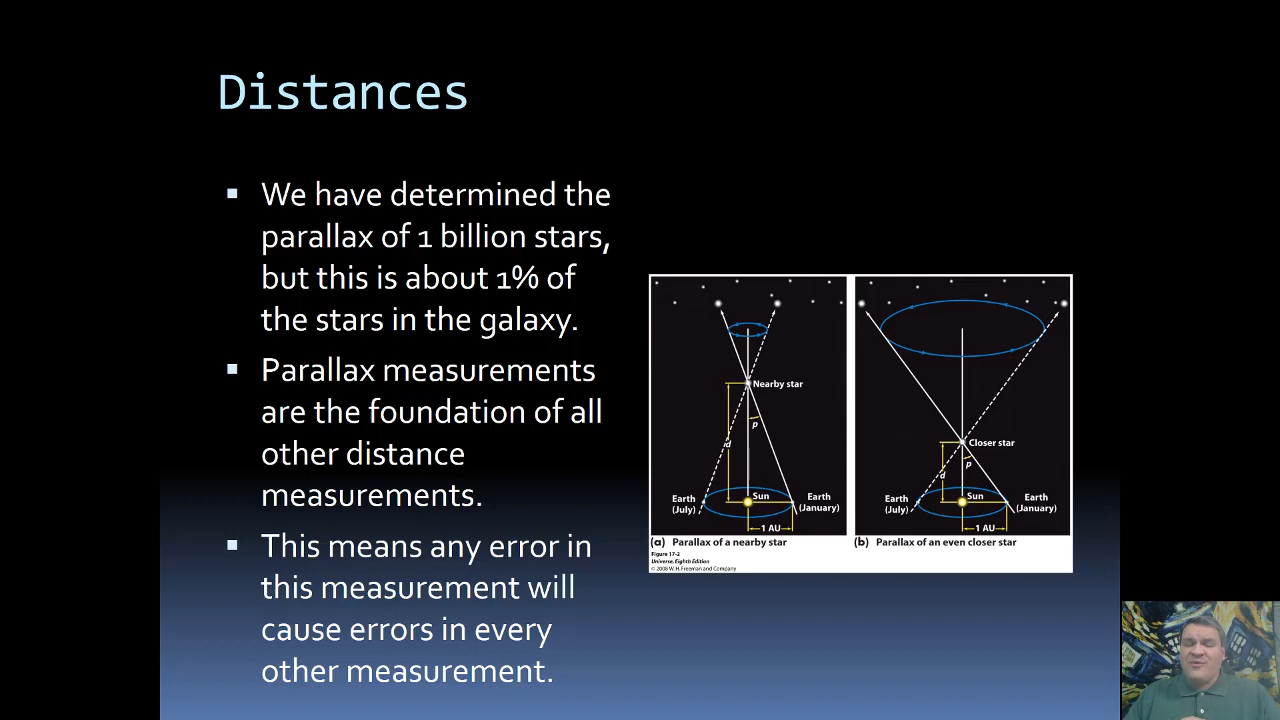 Distances
▪ We have determined the
parallax of 1 billion stars,
but this is about 1% of
the stars in the galaxy.
▪ Parallax measurements
are the foundation of all
other distance
measurements.
▪ This means any error in
this measurement will
cause errors in every
other measurement.
Nearby star
p
d
Sun
Earth
(July)
Earth
(January)
1 AU
(a) Parallax of a nearby star
Figure 17-2
Universe, Eighth Edition
© 2008 W.H. Freeman and Company
Closer star
p
d
Sun
Earth
(July)
Earth
(January)
1 AU
(b) Parallax of an even closer star